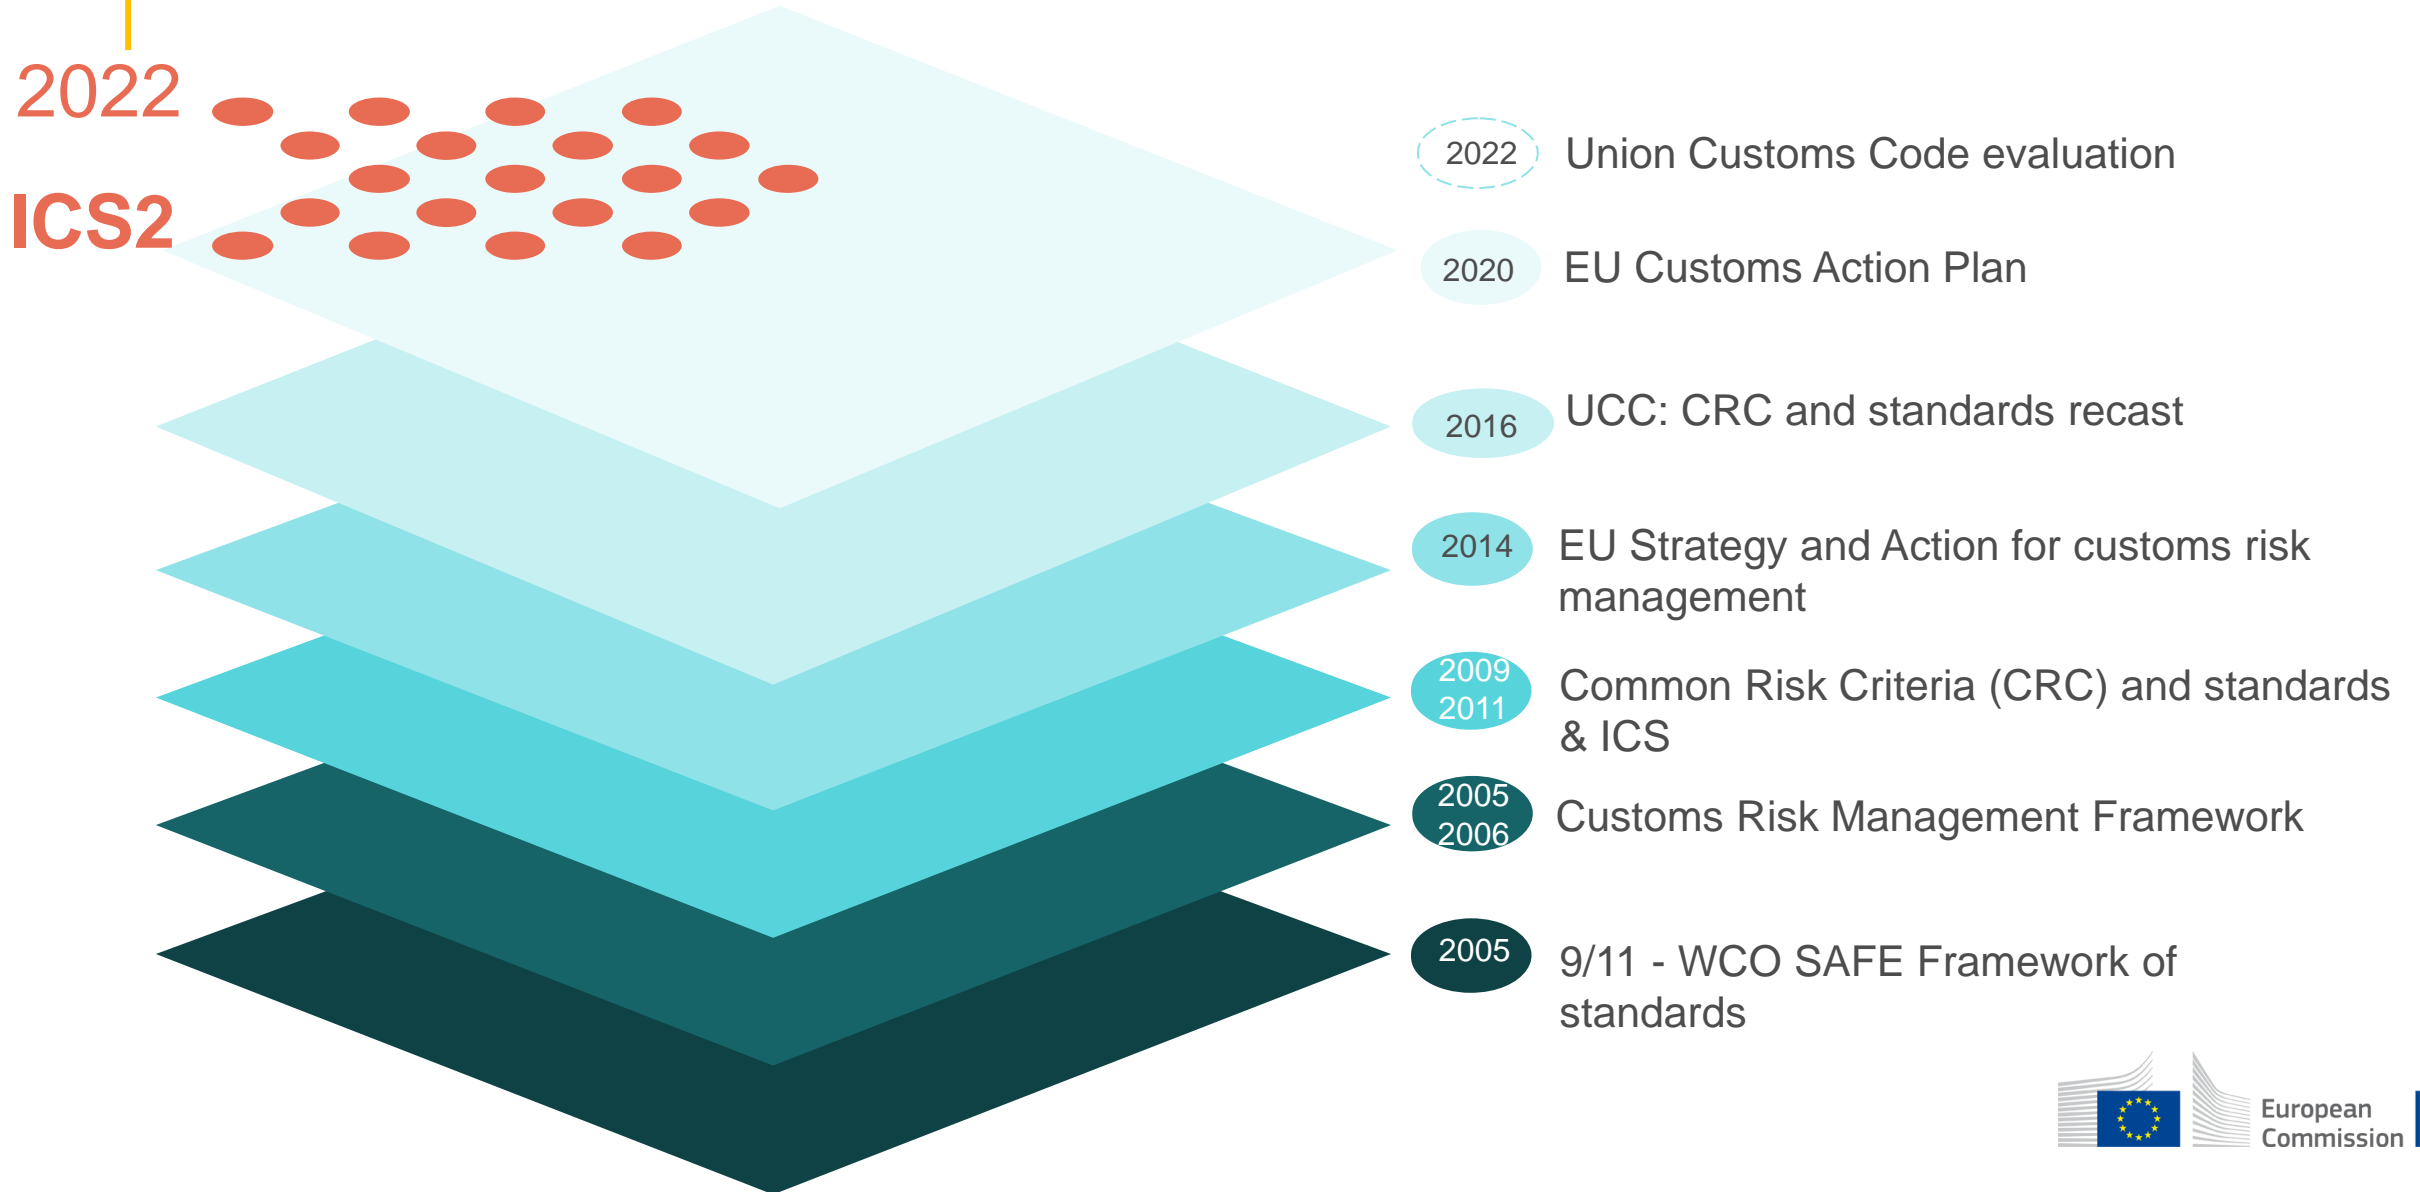 2022
ICS2
2022
Union Customs Code evaluation
2020
EU Customs Action Plan
2016
UCC: CRC and standards recast
2014
EU Strategy and Action for customs risk
management
2009
2011
Common Risk Criteria (CRC) and standards
& ICS
2005
2006
Customs Risk Management Framework
2005
9/11 - WCO SAFE Framework of
standards
European
Commission